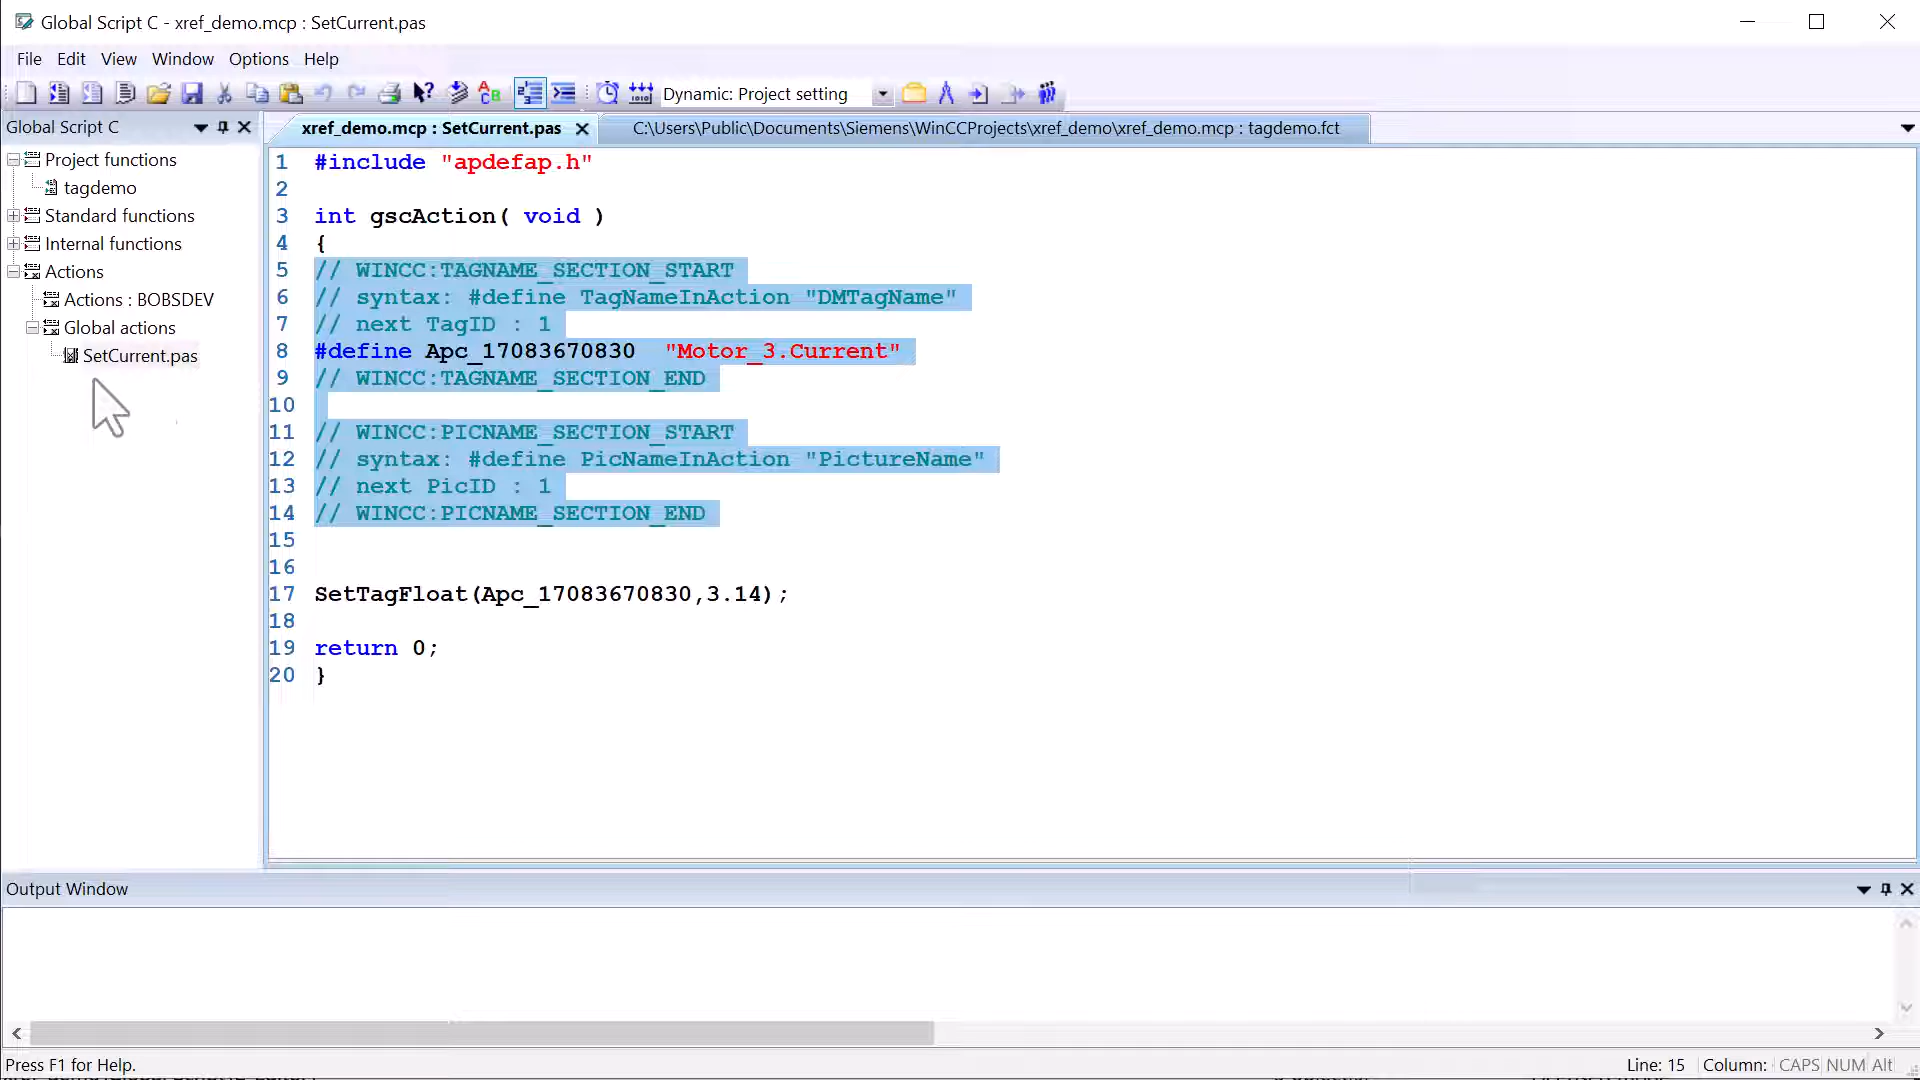 Global Script C - xref_demo.mcp : SetCurrent.pas
File Edit View Window Options Help
Dynamic: Project setting
Global Script C
Project functions
tagdemo
Standard functions
Internal functions
Actions
Actions : BOBSDEV
Global actions
SetCurrent.pas
xref_demo.mcp : SetCurrent.pas
C:\Users\Public\Documents\Siemens\WinCCProjects\xref_demo\xref_demo.mcp : tagdemo.fct
1 #include "apdefap.h"
2
3 int gscAction( void )
4 {
5 // WINCC:TAGNAME_SECTION_START
6 // syntax: #define TagNameInAction "DMTagName"
7 // next TagID : 1
8 #define Apc_17083670830 "Motor_3.Current"
9 // WINCC:TAGNAME_SECTION_END
10
11 // WINCC:PICNAME_SECTION_START
12 // syntax: #define PicNameInAction "PictureName"
13 // next PicID : 1
14 // WINCC:PICNAME_SECTION_END
15
16
17 SetTagFloat(Apc_17083670830,3.14);
18
19 return 0;
20 }
Output Window
Press F1 for Help.
Line: 15 Column: CAPS NUM Alt